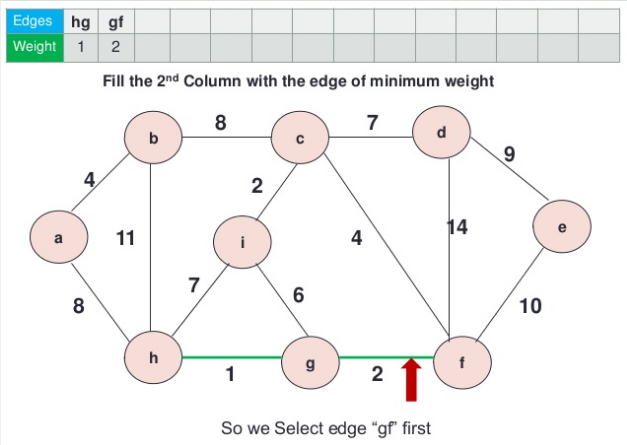 Edges hg gf
Weight 1 2
Fill the 2nd Column with the edge of minimum weight
8
7
b
c
d
9
4
2
a
11
i
4
14
e
7
6
8
10
h
g
f
1
2
So we Select edge “gf” first